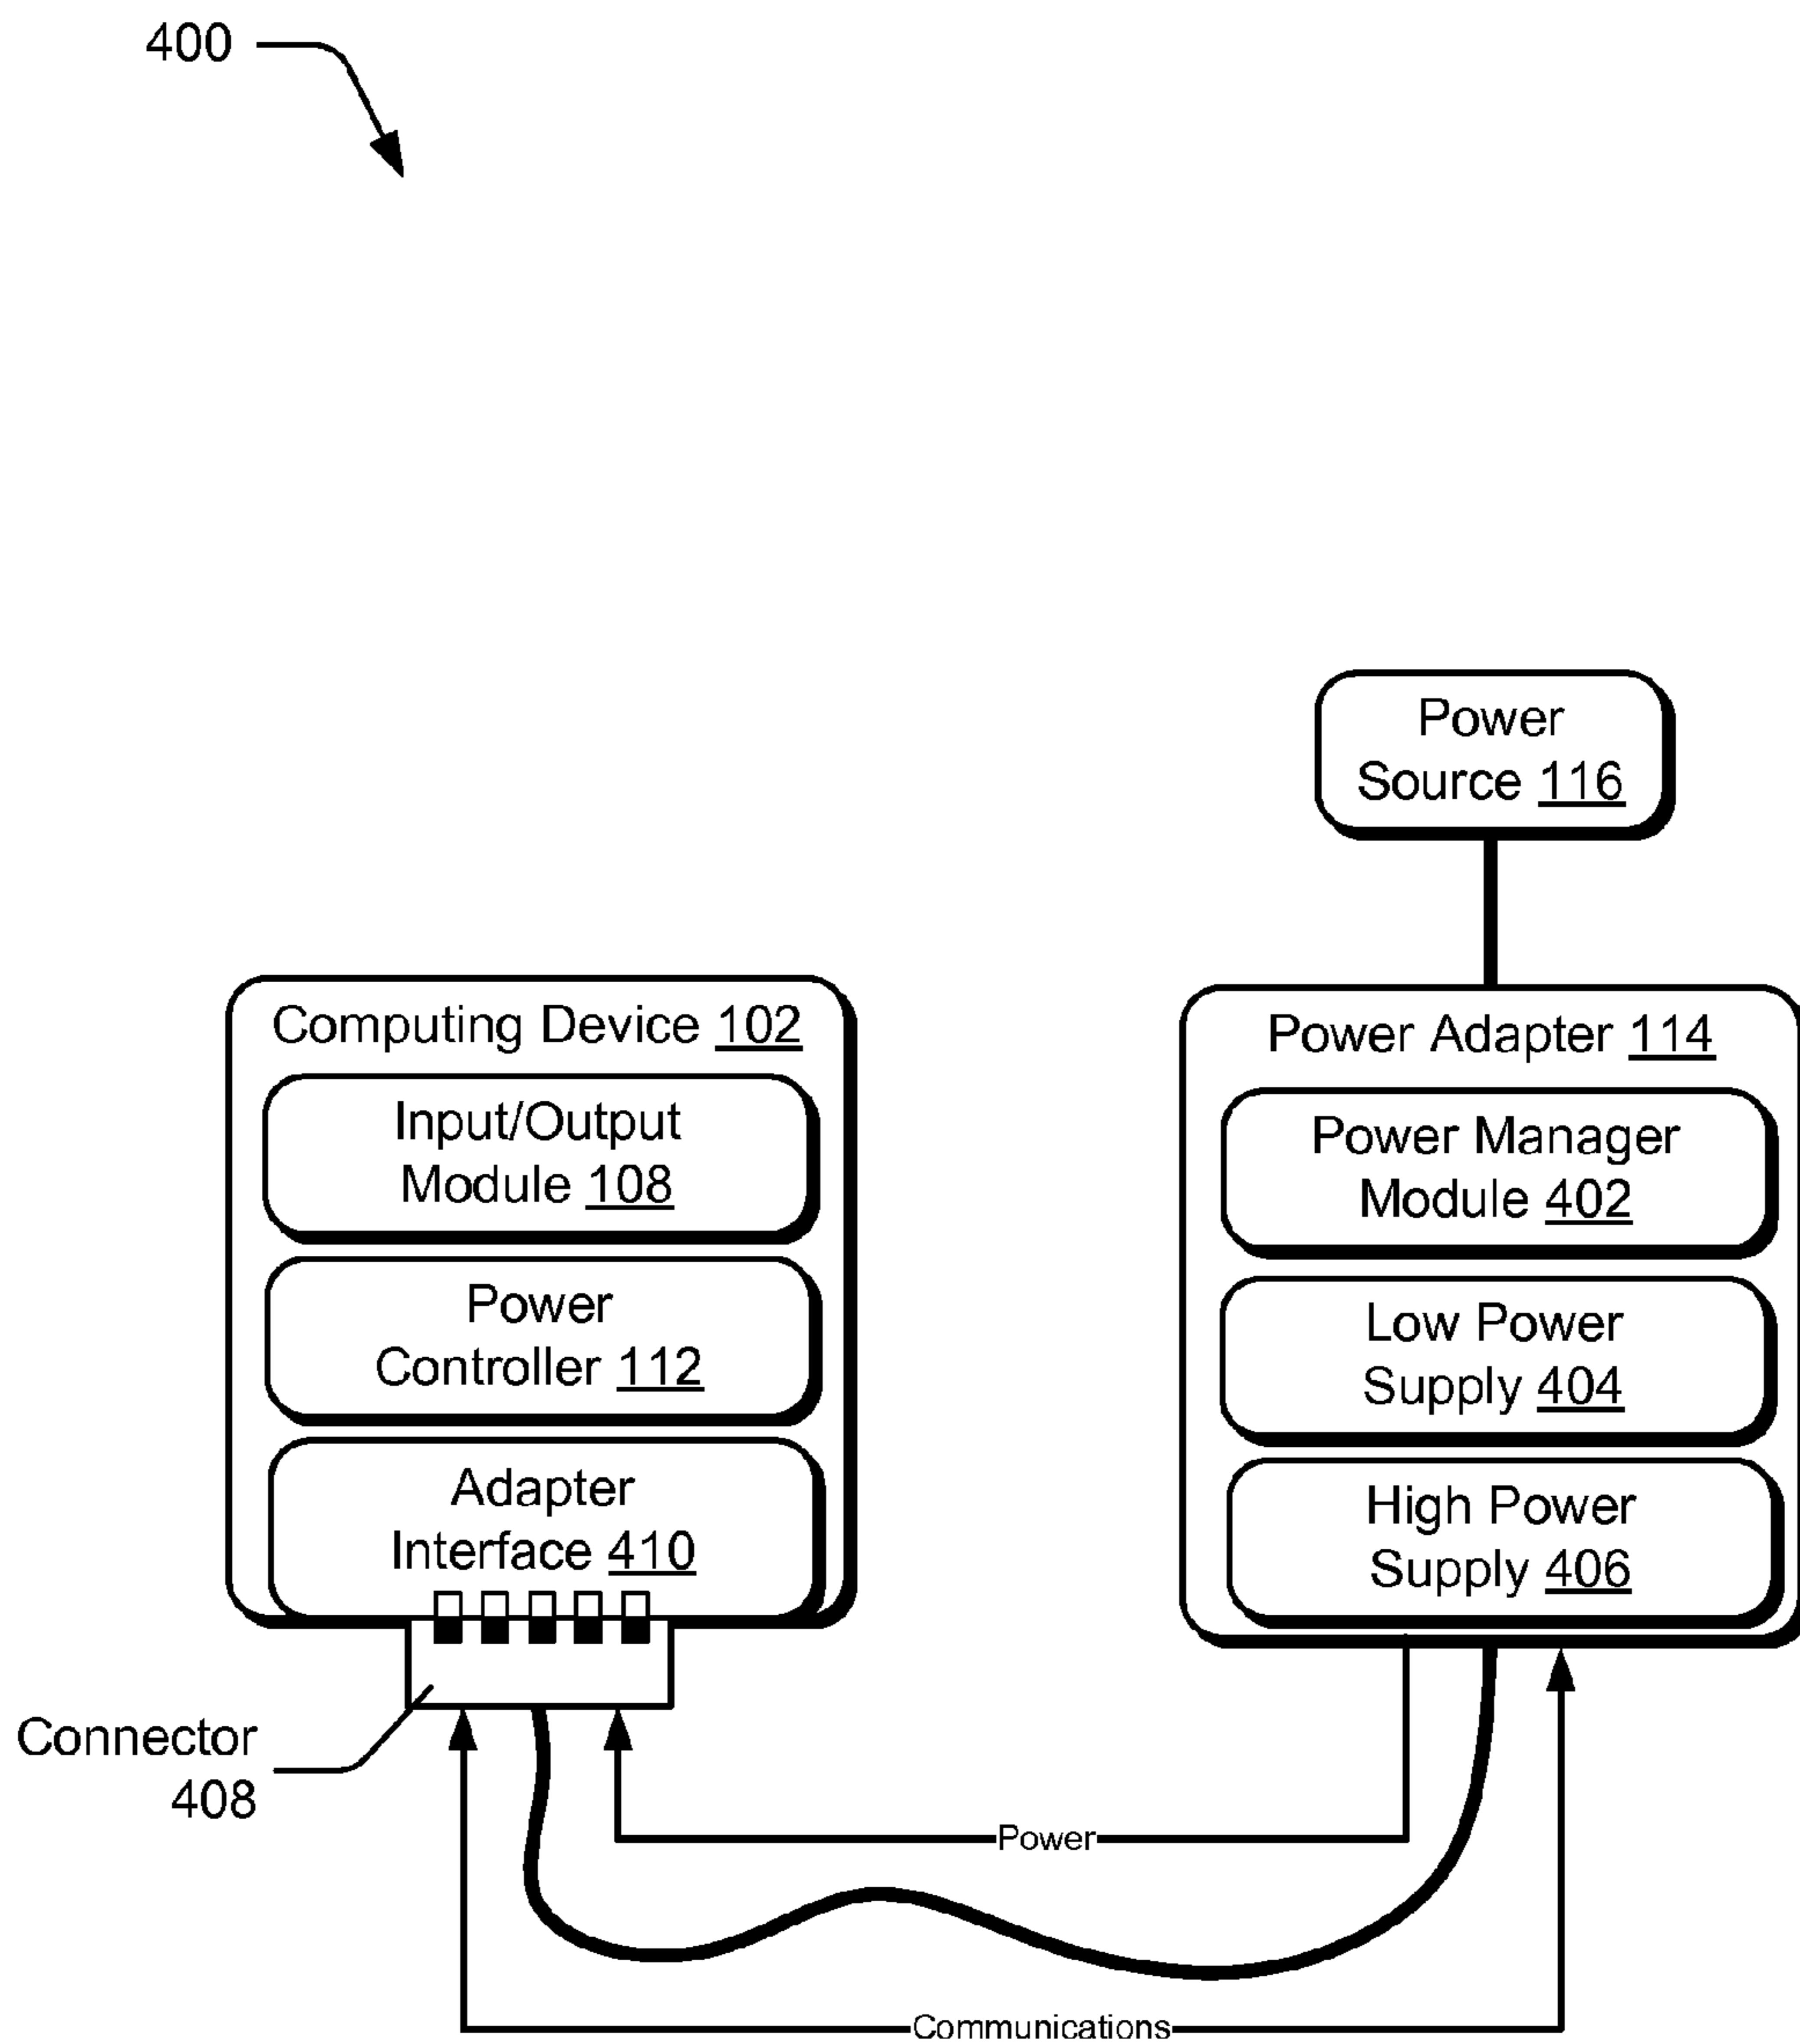 400
Power
Source 116
Computing Device 102
Input/Output
Module 108
Power
Controller 112
Adapter
Interface 410
Power Adapter 114
Power Manager
Module 402
Low Power
Supply 404
High Power
Supply 406
Connector
408
Power
Communications